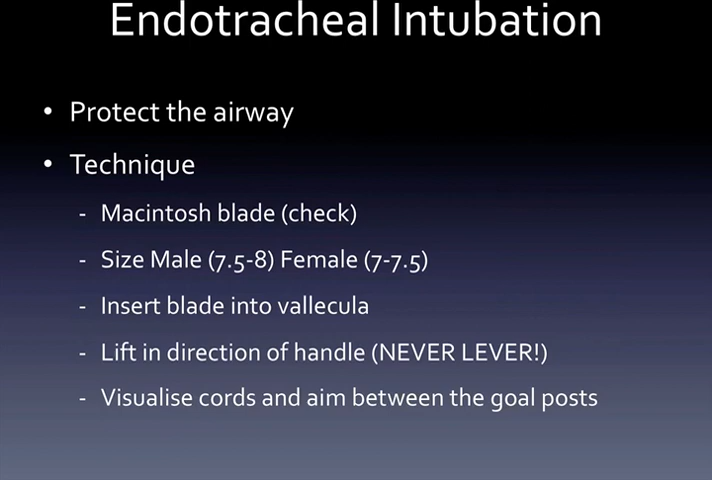 Endotracheal Intubation
• Protect the airway
• Technique
- Macintosh blade (check)
- Size Male (7.5-8) Female (7-7.5)
- Insert blade into vallecula
- Lift in direction of handle (NEVER LEVER!)
- Visualise cords and aim between the goal posts